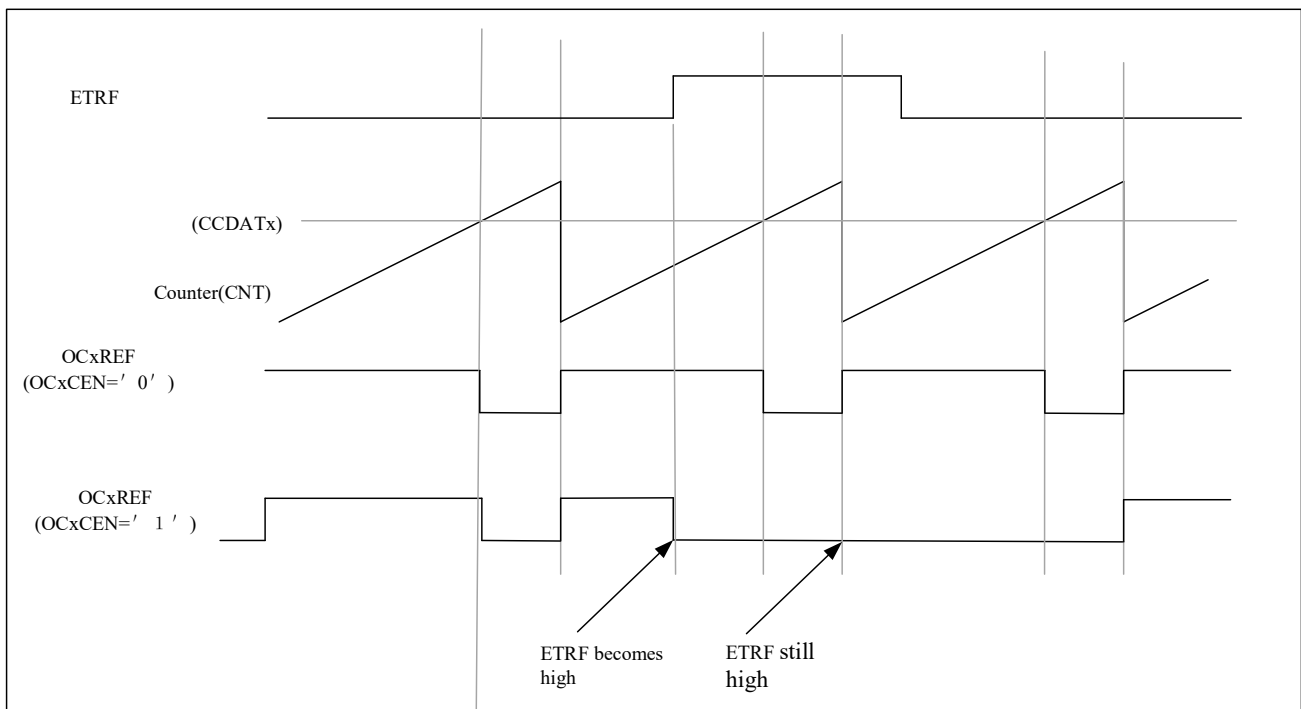 ETRF
(CCDATx)
Counter(CNT)
OCxREF
(OCxCEN=′ 0′ )
OCxREF
(OCxCEN=′ 1 ′ )
ETRF becomes
high
ETRF still
high